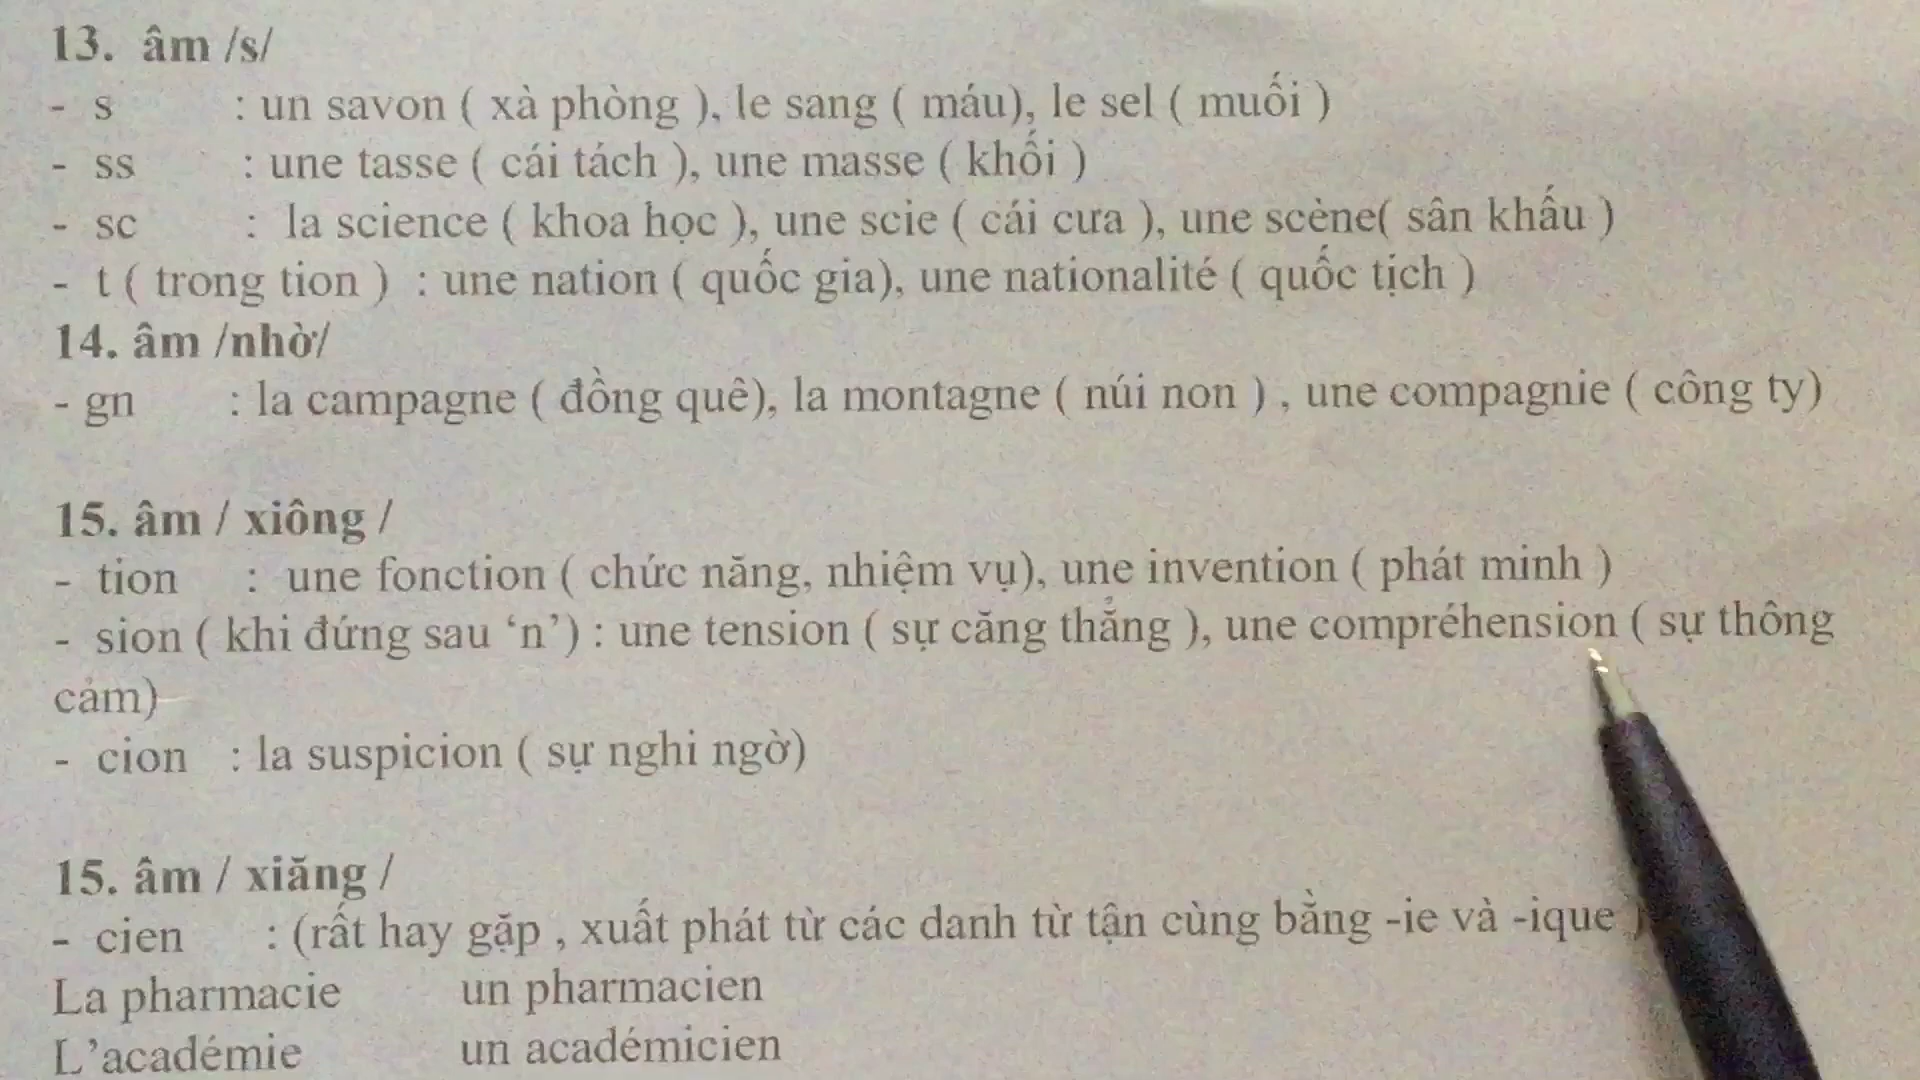 13. âm /s/
- s : un savon ( xà phòng ), le sang ( máu), le sel ( muối )
- ss : une tasse ( cái tách ), une masse ( khối )
- sc : la science ( khoa học ), une scie ( cái cưa ), une scène( sân khấu )
- t ( trong tion ) : une nation ( quốc gia), une nationalité ( quốc tịch )
14. âm /nhờ/
- gn : la campagne ( đồng quê), la montagne ( núi non ) , une compagnie ( công ty)
15. âm / xiông /
- tion : une fonction ( chức năng, nhiệm vụ), une invention ( phát minh )
- sion ( khi đứng sau ‘n’) : une tension ( sự căng thẳng ), une compréhension ( sự thông
cảm)
- cion : la suspicion ( sự nghi ngờ)
15. âm / xiăng /
- cien : (rất hay gặp , xuất phát từ các danh từ tận cùng bằng -ie và -ique )
La pharmacie un pharmacien
L’académie un académicien